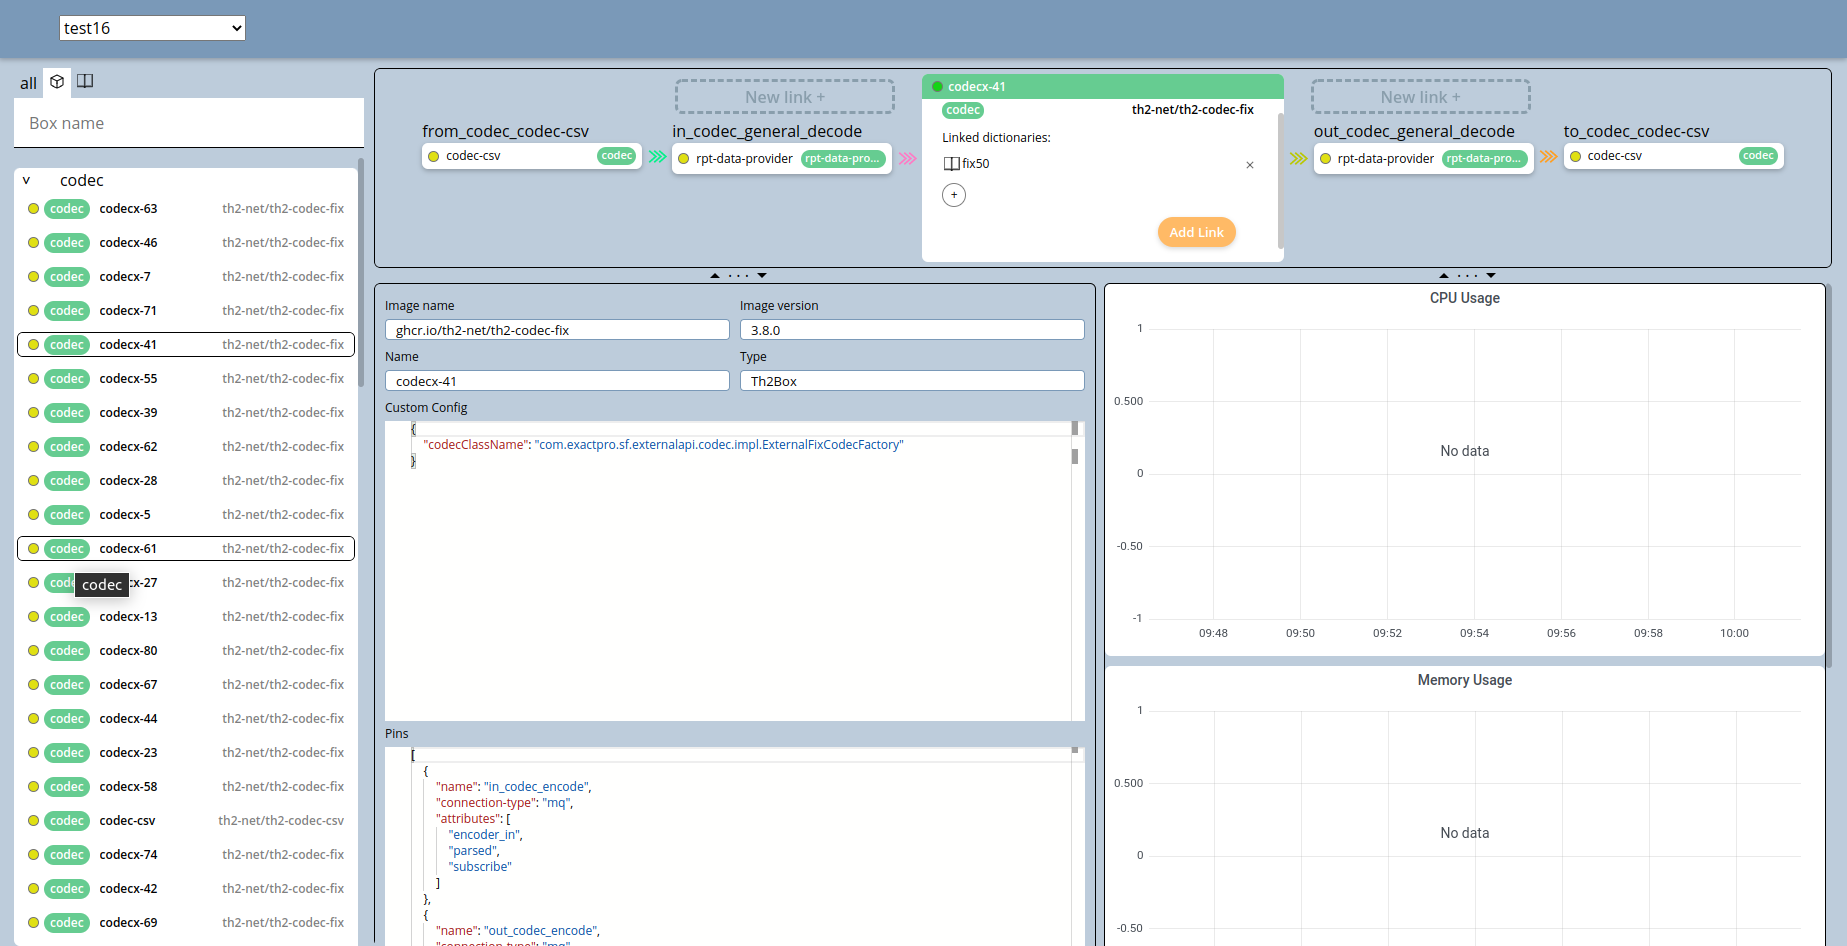 test16
all
Box name
codec
codec codecx-63 th2-net/th2-codec-fix
codec codecx-46 th2-net/th2-codec-fix
codec codecx-7 th2-net/th2-codec-fix
codec codecx-71 th2-net/th2-codec-fix
codec codecx-41 th2-net/th2-codec-fix
codec codecx-55 th2-net/th2-codec-fix
codec codecx-39 th2-net/th2-codec-fix
codec codecx-62 th2-net/th2-codec-fix
codec codecx-28 th2-net/th2-codec-fix
codec codecx-5 th2-net/th2-codec-fix
codec codecx-61 th2-net/th2-codec-fix
codec cx-27 th2-net/th2-codec-fix
codec codecx-13 th2-net/th2-codec-fix
codec codecx-80 th2-net/th2-codec-fix
codec codecx-67 th2-net/th2-codec-fix
codec codecx-44 th2-net/th2-codec-fix
codec codecx-23 th2-net/th2-codec-fix
codec codecx-58 th2-net/th2-codec-fix
codec codec-csv th2-net/th2-codec-csv
codec codecx-74 th2-net/th2-codec-fix
codec codecx-42 th2-net/th2-codec-fix
codec codecx-69 th2-net/th2-codec-fix
from_codec_codec-csv
codec-csv codec
New link +
in_codec_general_decode
rpt-data-provider rpt-data-pro...
codecx-41
codec th2-net/th2-codec-fix
Linked dictionaries:
fix50 ×
+
Add Link
New link +
out_codec_general_decode
rpt-data-provider rpt-data-pro...
to_codec_codec-csv
codec-csv codec
Image name
ghcr.io/th2-net/th2-codec-fix
Image version
3.8.0
Name
codecx-41
Type
Th2Box
Custom Config
{
"codecClassName": "com.exactpro.sf.externalapi.codec.impl.ExternalFixCodecFactory"
}
Pins
[
{
"name": "in_codec_encode",
"connection-type": "mq",
"attributes": [
"encoder_in",
"parsed",
"subscribe"
]
},
{
"name": "out_codec_encode",
"connection-type": "mq",
CPU Usage
1
0.500
No data
0
-0.50
-1
09:48 09:50 09:52 09:54 09:56 09:58 10:00
Memory Usage
1
0.500
No data
0
-0.50